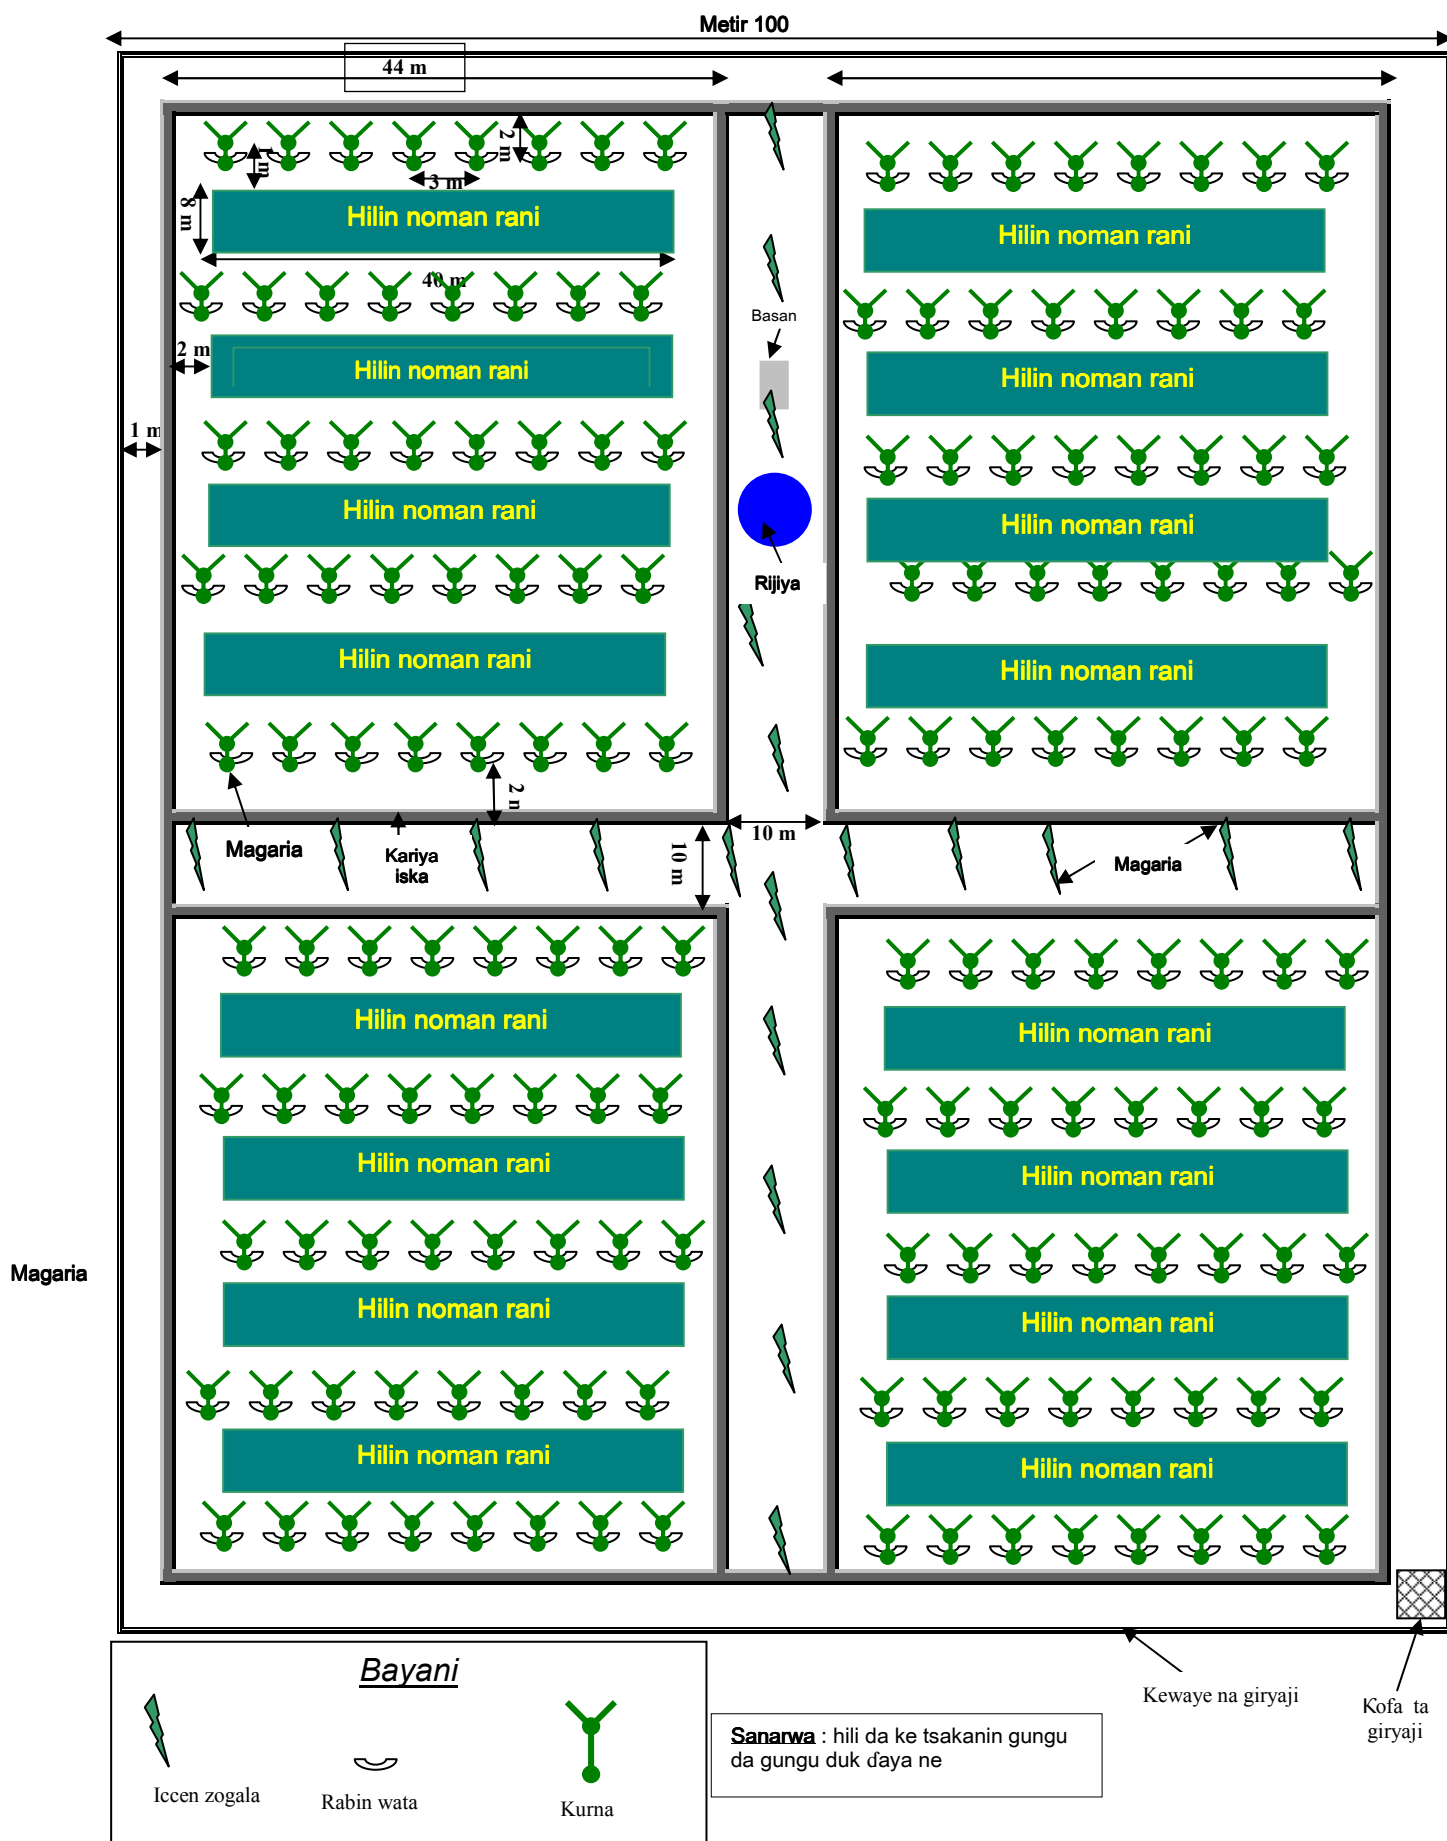 Metir 100
44 m
2 m
1 m
3 m
8 m
Hilin noman rani
Hilin noman rani
40 m
Basan
2 m
Hilin noman rani
Hilin noman rani
1 m
Hilin noman rani
Hilin noman rani
Rijiya
Hilin noman rani
Hilin noman rani
2 m
10 m
10 m
Magaria
Kariya
iska
Magaria
Hilin noman rani
Hilin noman rani
Hilin noman rani
Hilin noman rani
Magaria
Hilin noman rani
Hilin noman rani
Hilin noman rani
Hilin noman rani
Bayani
Iccen zogala
Rabin wata
Kurna
Sanarwa : hili da ke tsakanin gungu
da gungu duk ɗaya ne
Kewaye na giryaji
Kofa ta
giryaji